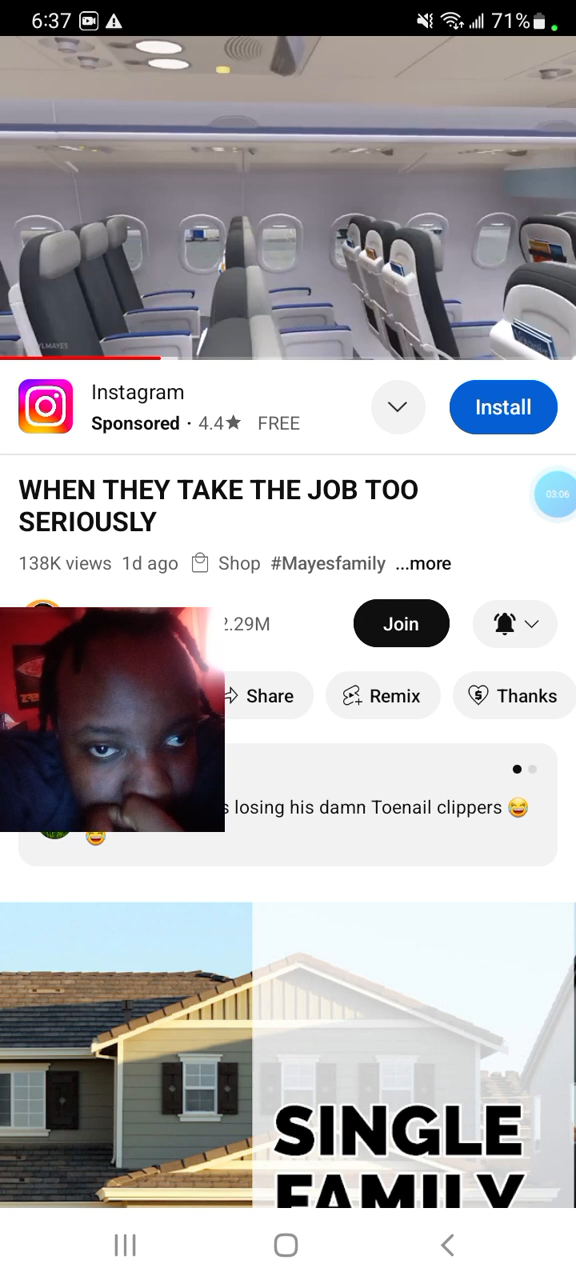 6:37
71%
Instagram
Sponsored · 4.4★ FREE
Install
WHEN THEY TAKE THE JOB TOO
SERIOUSLY
03:06
138K views 1d ago Shop #Mayesfamily ...more
2.29M
Join
Share
Remix
Thanks
s losing his damn Toenail clippers 😂
😂
SINGLE
FAMILY